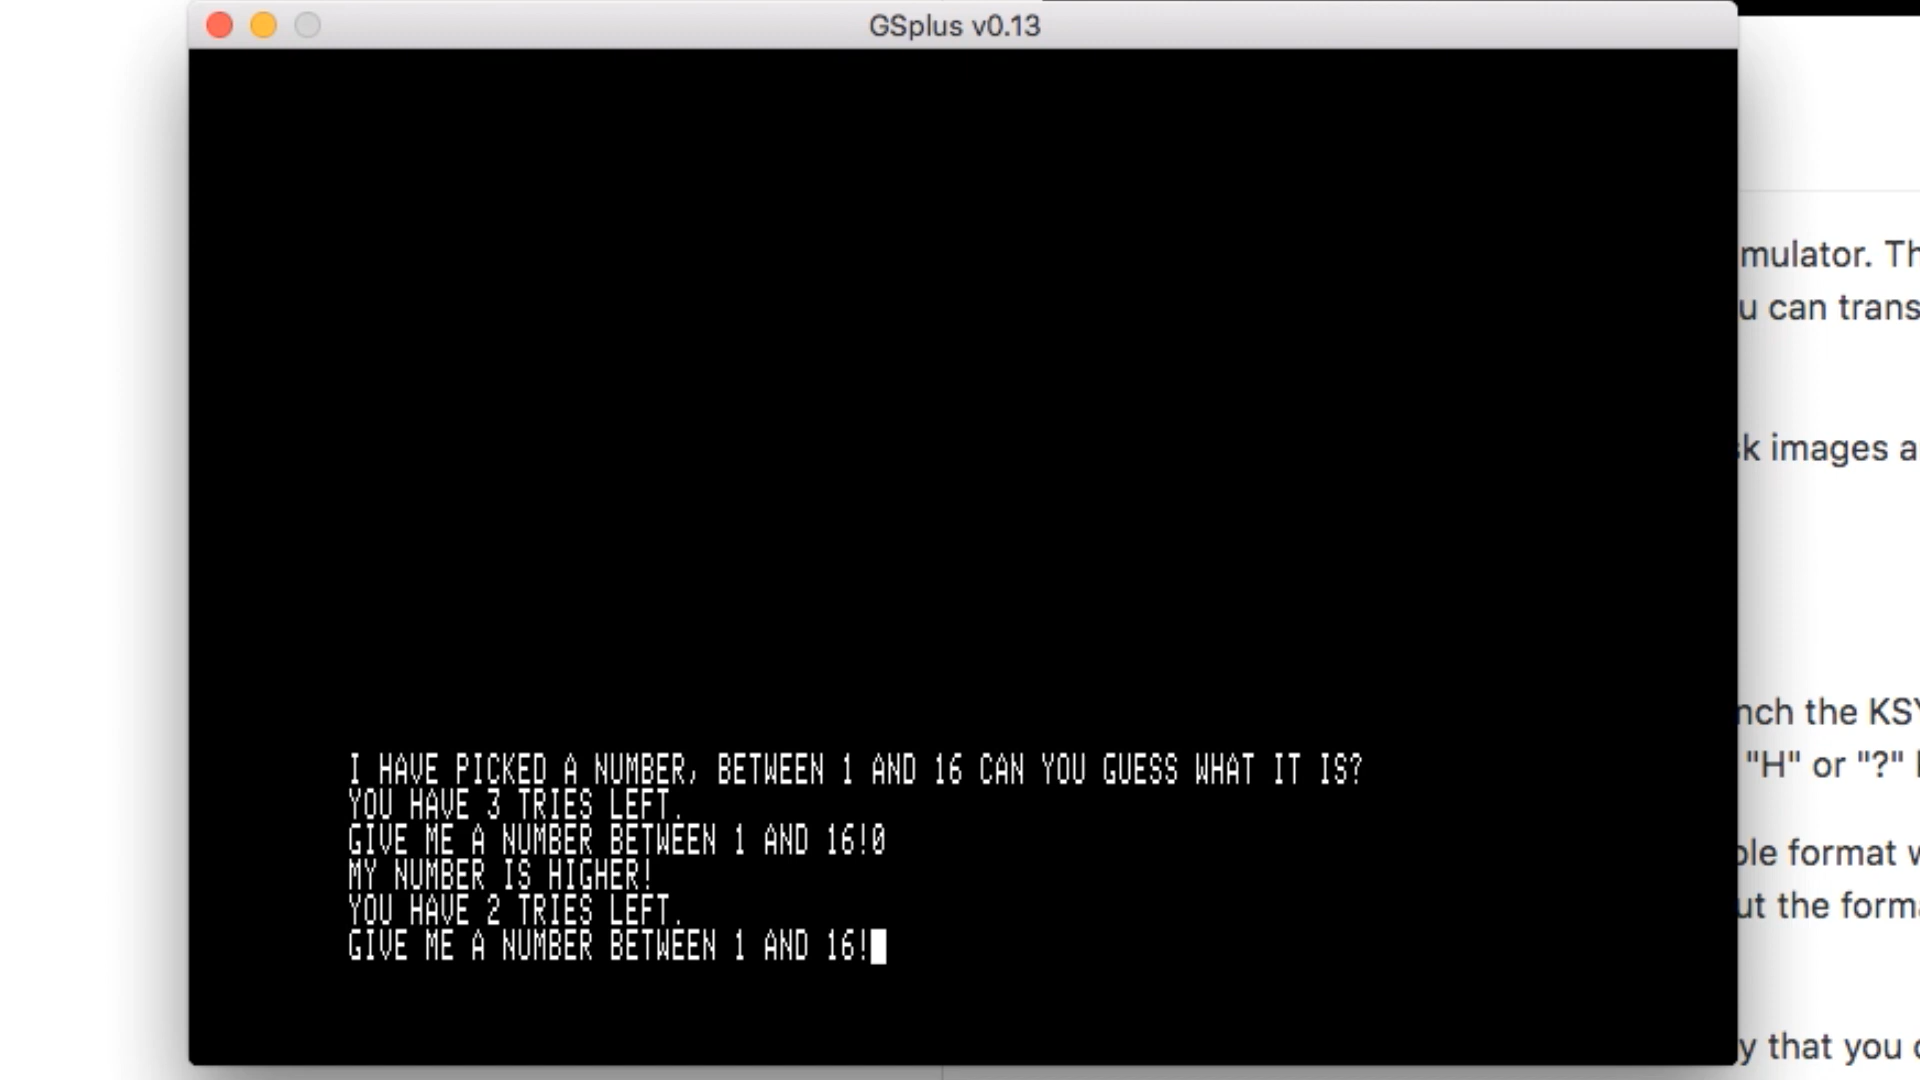 GSplus v0.13
mulator. Th
u can trans
k images a
nch the KSY
"H" or "?"
ble format w
ut the forma
y that you
I HAVE PICKED A NUMBER, BETWEEN 1 AND 16 CAN YOU GUESS WHAT IT IS?
YOU HAVE 3 TRIES LEFT.
GIVE ME A NUMBER BETWEEN 1 AND 16!0
MY NUMBER IS HIGHER!
YOU HAVE 2 TRIES LEFT.
GIVE ME A NUMBER BETWEEN 1 AND 16!